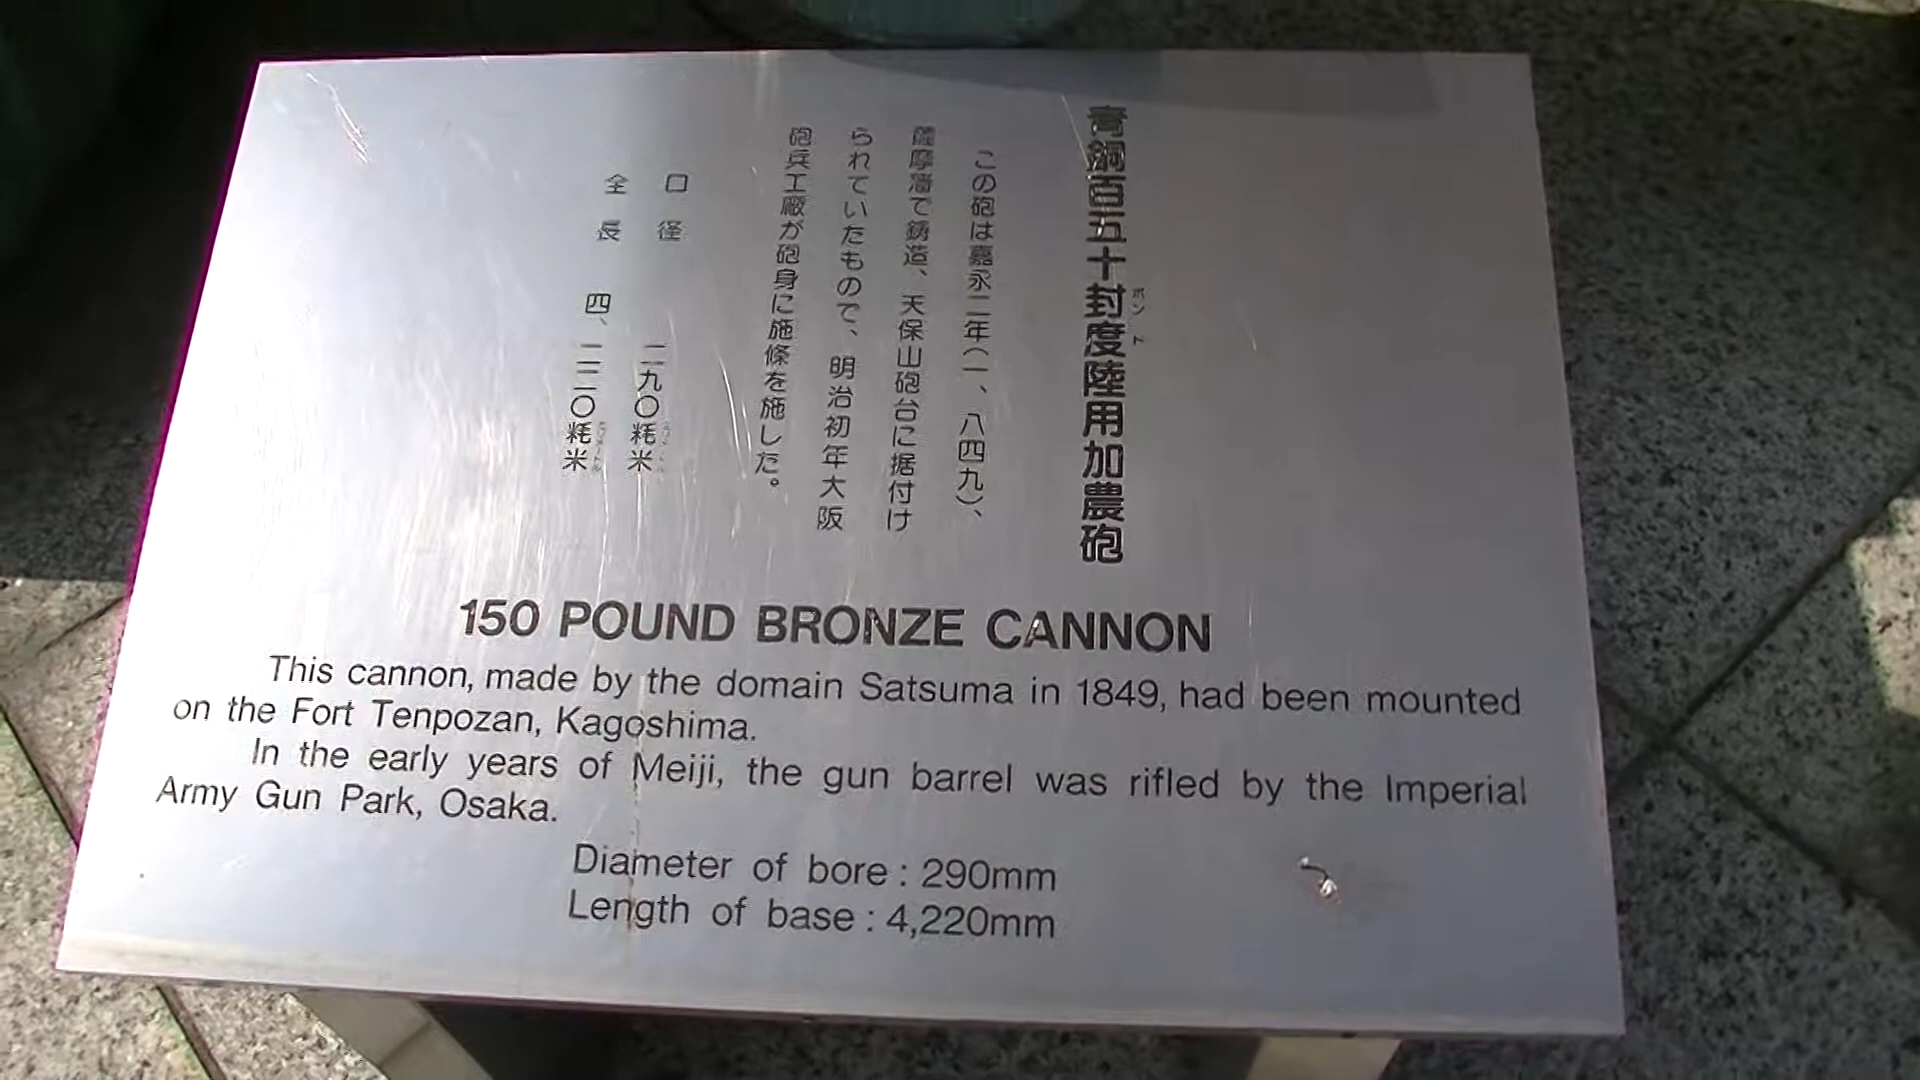 青銅百五十封度陸用加農砲
ポンド
この砲は嘉永二年(一、八四九)、
薩摩藩で鋳造、天保山砲台に据付け
られていたもので、明治初年大阪
砲兵工廠が砲身に施條を施した。
口径 二九〇粍米
全長 四、二二〇粍米
150 POUND BRONZE CANNON
This cannon, made by the domain Satsuma in 1849, had been mounted
on the Fort Tenpozan, Kagoshima.
In the early years of Meiji, the gun barrel was rifled by the Imperial
Army Gun Park, Osaka.
Diameter of bore : 290mm
Length of base : 4,220mm